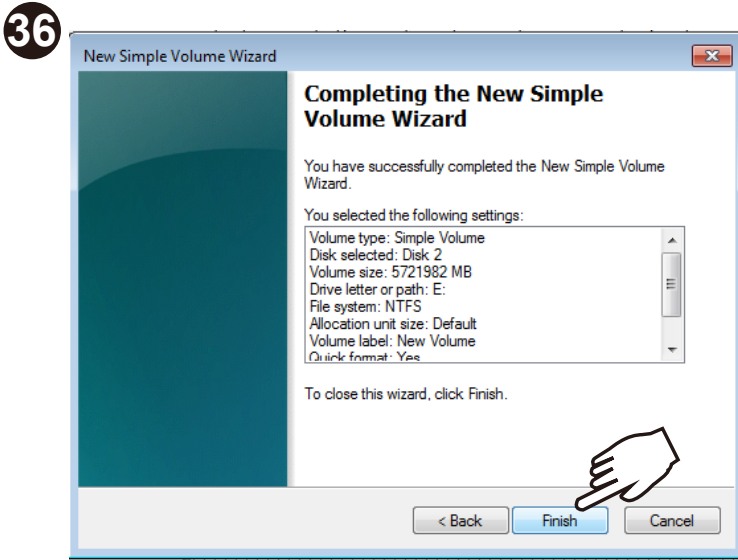 36
New Simple Volume Wizard
Completing the New Simple
Volume Wizard
You have successfully completed the New Simple Volume
Wizard.
You selected the following settings:
Volume type: Simple Volume
Disk selected: Disk 2
Volume size: 5721982 MB
Drive letter or path: E:
File system: NTFS
Allocation unit size: Default
Volume label: New Volume
Quick format: Yes
To close this wizard, click Finish.
< Back Finish Cancel